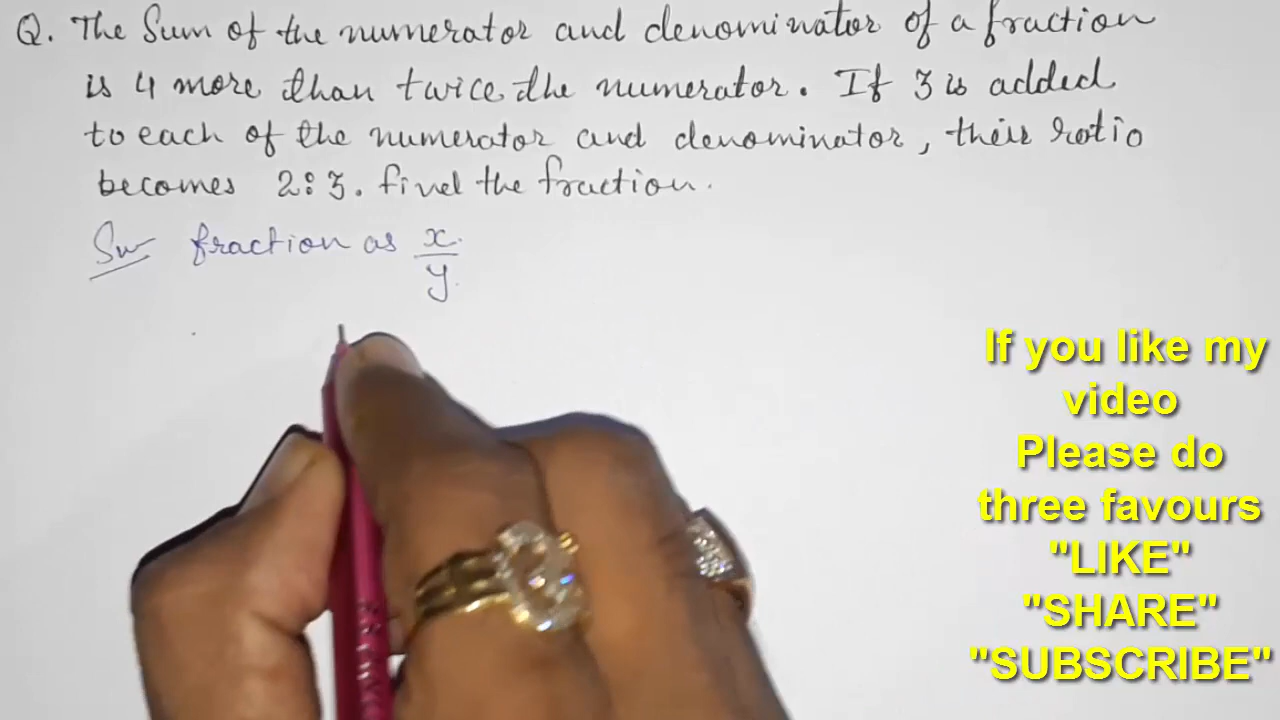 Q. The Sum of the numerator and denominator of a fraction
is 4 more than twice the numerator. If 3 is added
to each of the numerator and denominator, their ratio
becomes 2:3. find the fraction.
fraction as x/y
If you like my
video
Please do
three favours
"LIKE"
"SHARE"
"SUBSCRIBE"